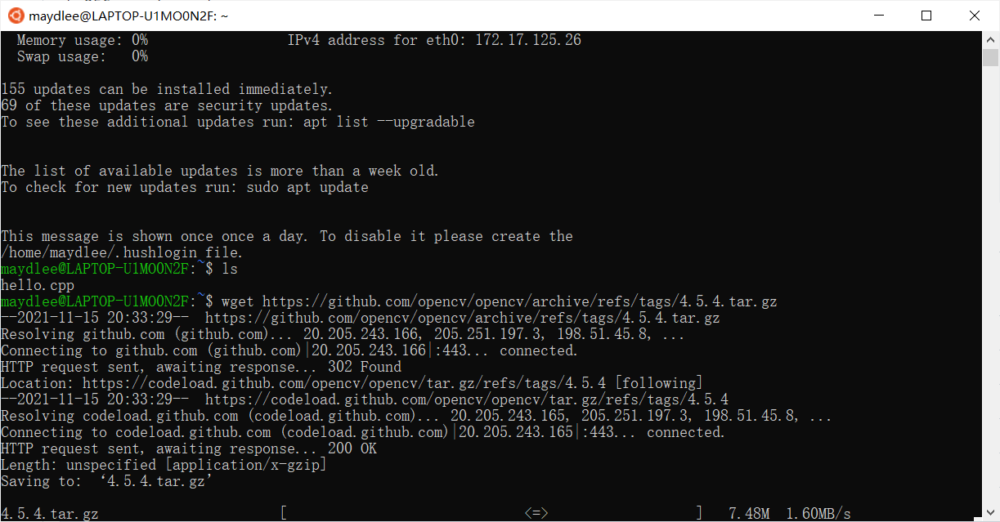 maydlee@LAPTOP-U1MO0N2F: ~
Memory usage: 0% IPv4 address for eth0: 172.17.125.26
Swap usage: 0%
155 updates can be installed immediately.
69 of these updates are security updates.
To see these additional updates run: apt list --upgradable
The list of available updates is more than a week old.
To check for new updates run: sudo apt update
This message is shown once once a day. To disable it please create the
/home/maydlee/.hushlogin file.
maydlee@LAPTOP-U1MO0N2F:~$ ls
hello.cpp
maydlee@LAPTOP-U1MO0N2F:~$ wget https://github.com/opencv/opencv/archive/refs/tags/4.5.4.tar.gz
--2021-11-15 20:33:29--  https://github.com/opencv/opencv/archive/refs/tags/4.5.4.tar.gz
Resolving github.com (github.com)... 20.205.243.166, 205.251.197.3, 198.51.45.8, ...
Connecting to github.com (github.com)|20.205.243.166|:443... connected.
HTTP request sent, awaiting response... 302 Found
Location: https://codeload.github.com/opencv/opencv/tar.gz/refs/tags/4.5.4 [following]
--2021-11-15 20:33:29--  https://codeload.github.com/opencv/opencv/tar.gz/refs/tags/4.5.4
Resolving codeload.github.com (codeload.github.com)... 20.205.243.165, 205.251.197.3, 198.51.45.8, ...
Connecting to codeload.github.com (codeload.github.com)|20.205.243.165|:443... connected.
HTTP request sent, awaiting response... 200 OK
Length: unspecified [application/x-gzip]
Saving to: ‘4.5.4.tar.gz’
4.5.4.tar.gz [ <=> ] 7.48M 1.60MB/s